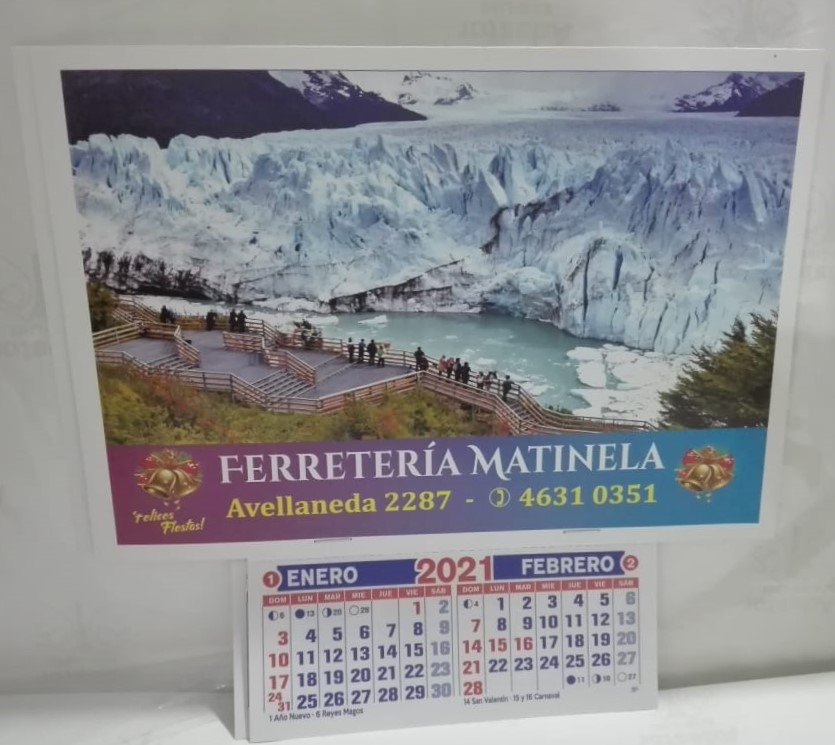 FERRETERÍA MATINELA
Avellaneda 2287 - ✆ 4631 0351
¡Felices
Fiestas!
1 ENERO 2021 FEBRERO 2
DOM LUN MAR MIE JUE VIE SÁB
6 13 20 28 1 2
3 4 5 6 7 8 9
10 11 12 13 14 15 16
17 18 19 20 21 22 23
24 31 25 26 27 28 29 30
1 Año Nuevo · 6 Reyes Magos
DOM LUN MAR MIE JUE VIE SÁB
4 1 2 3 4 5 6
7 8 9 10 11 12 13
14 15 16 17 18 19 20
21 22 23 24 25 26 27
28 11 19 27
14 San Valentín · 15 y 16 Carnaval